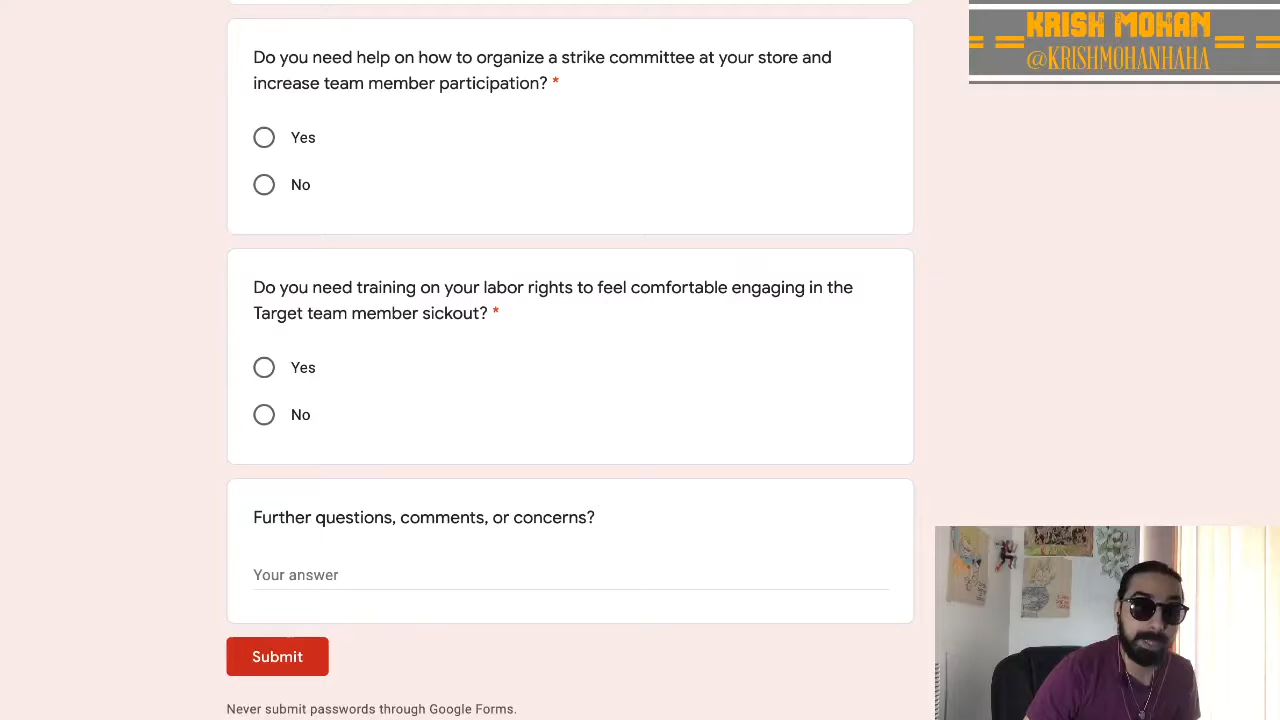 KRISH MOHAN
@KRISHMOHANHAHA
Do you need help on how to organize a strike committee at your store and
increase team member participation? *
Yes
No
Do you need training on your labor rights to feel comfortable engaging in the
Target team member sickout? *
Yes
No
Further questions, comments, or concerns?
Your answer
Submit
Never submit passwords through Google Forms.